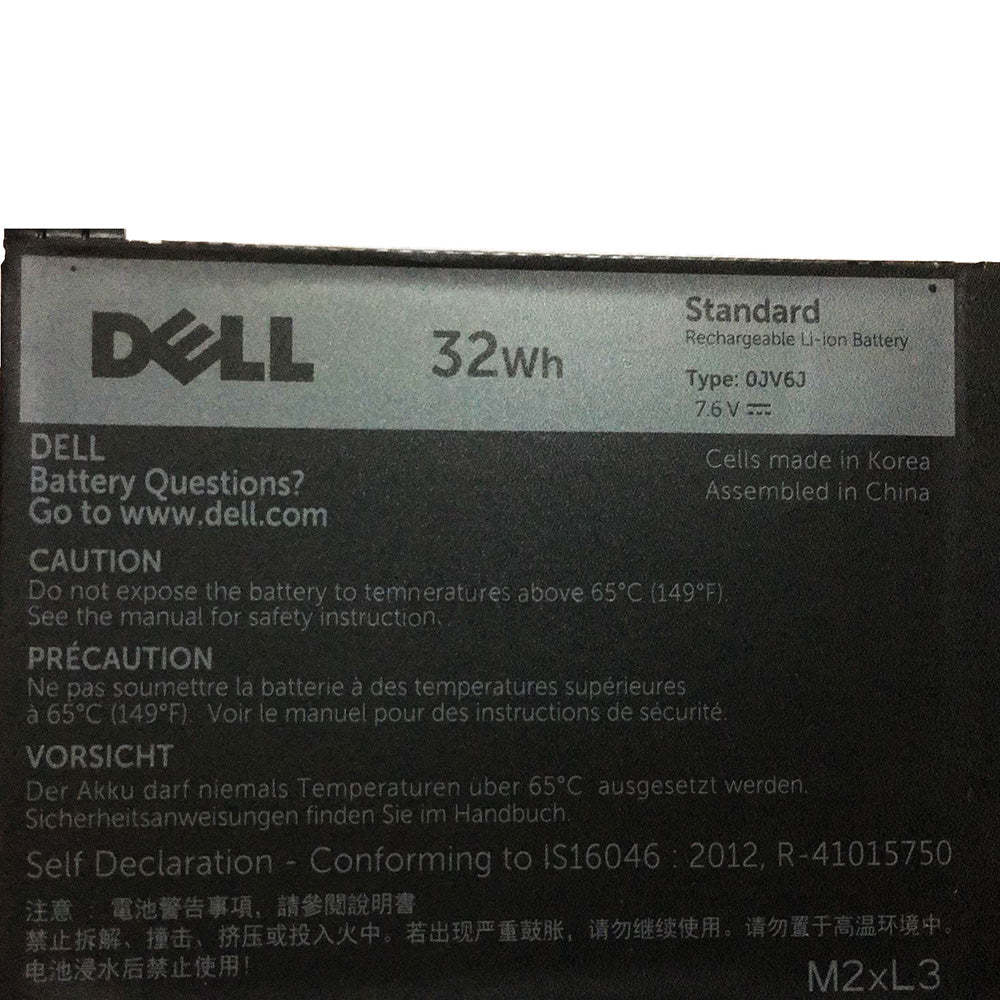 DELL
32Wh
Standard
Rechargeable Li-ion Battery
Type: 0JV6J
7.6 V ⎓
DELL
Battery Questions?
Go to www.dell.com
Cells made in Korea
Assembled in China
CAUTION
Do not expose the battery to temneratures above 65°C (149°F).
See the manual for safety instruction.
PRÉCAUTION
Ne pas soumettre la batterie à des temperatures supérieures
à 65°C (149°F). Voir le manuel pour des instructions de sécurité.
VORSICHT
Der Akku darf niemals Temperaturen über 65°C ausgesetzt werden.
Sicherheitsanweisungen finden Sie im Handbuch.
Self Declaration - Conforming to IS16046 : 2012, R-41015750
注意 : 電池警告事項, 請參閱說明書
禁止拆解、撞击、挤压或投入火中。若出现严重鼓胀, 请勿继续使用。请勿置于高温环境中。
电池浸水后禁止使用!
M2xL3